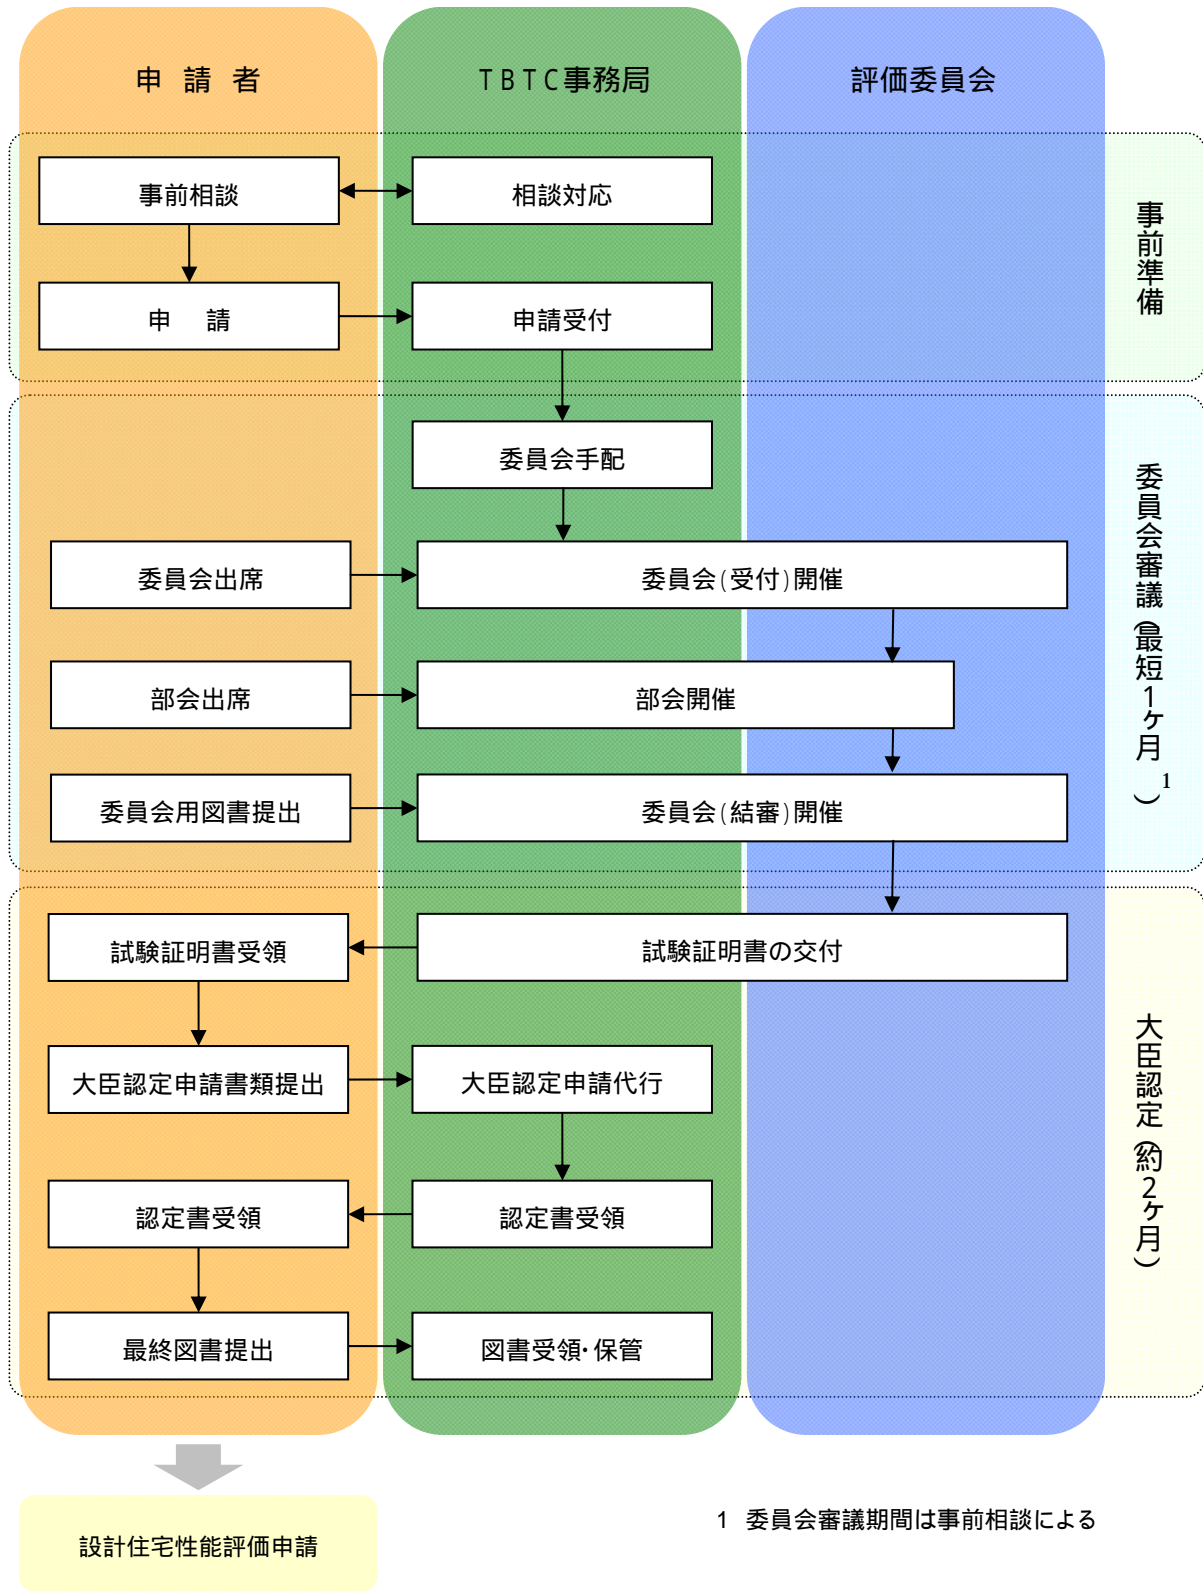 申 請 者
TBTC事務局
評価委員会
事前相談
相談対応
申 請
申請受付
事前準備
委員会手配
委員会出席
委員会(受付)開催
部会出席
部会開催
委員会用図書提出
委員会(結審)開催
委員会審議(最短1ヶ月)1
試験証明書受領
試験証明書の交付
大臣認定申請書類提出
大臣認定申請代行
認定書受領
認定書受領
最終図書提出
図書受領・保管
大臣認定(約2ヶ月)
設計住宅性能評価申請
1 委員会審議期間は事前相談による